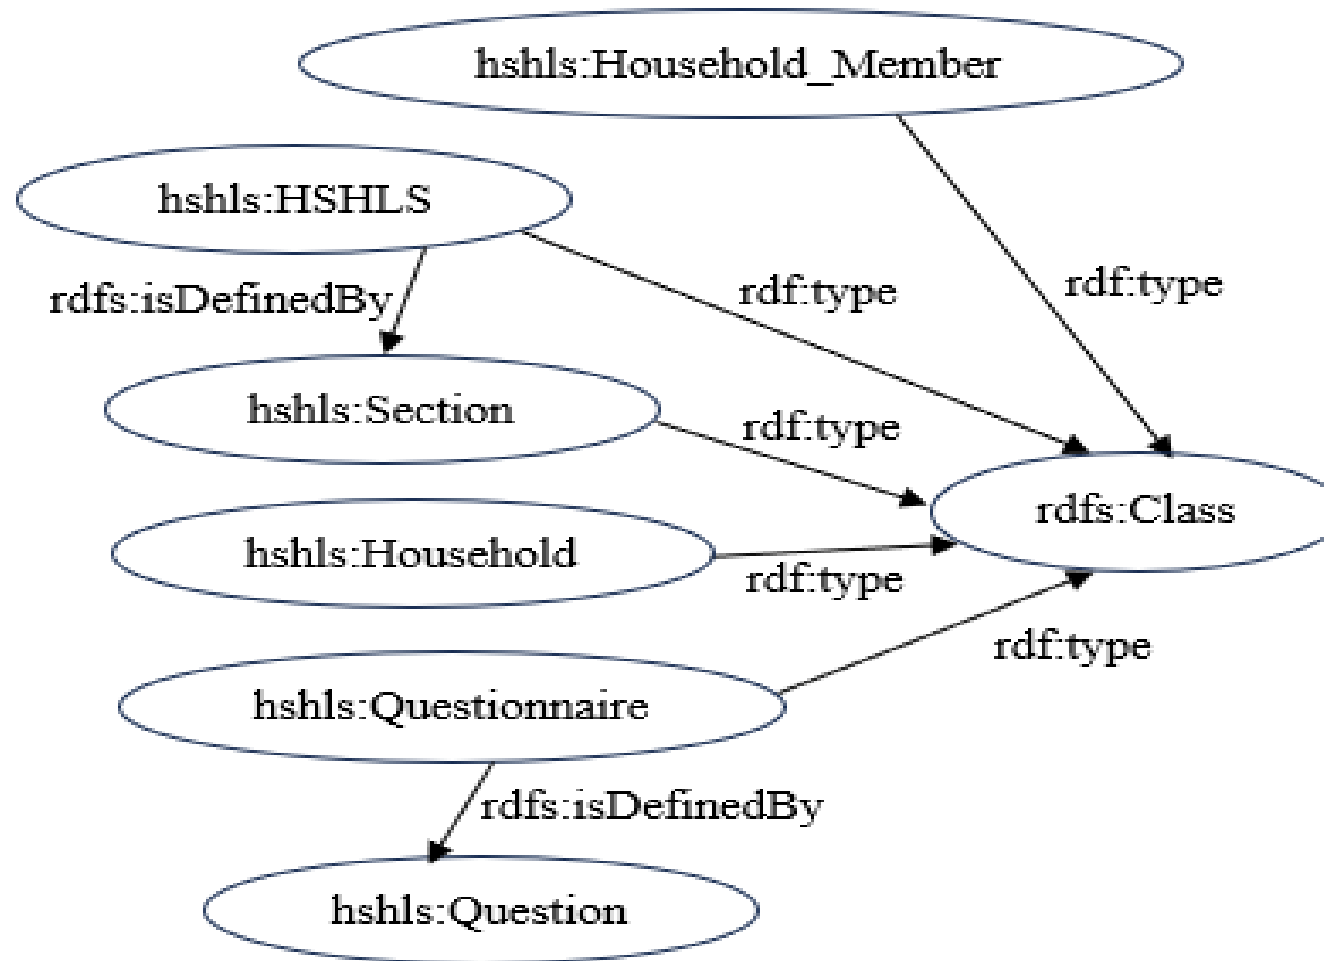 hshls:Household_Member
hshls:HSHLS
rdfs:isDefinedBy
rdf:type
rdf:type
hshls:Section
rdf:type
rdfs:Class
hshls:Household
rdf:type
rdf:type
hshls:Questionnaire
rdfs:isDefinedBy
hshls:Question